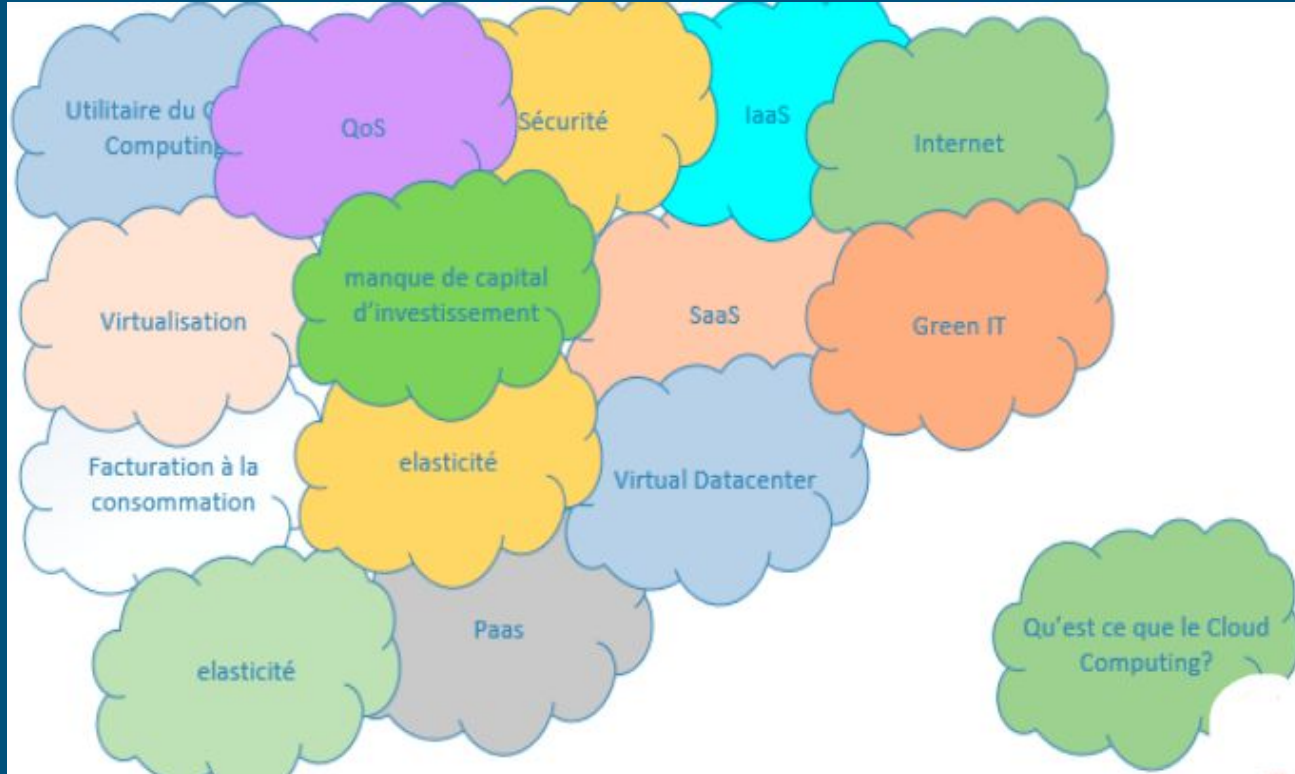 Utilitaire du
Computing
QoS
Sécurité
IaaS
Internet
Virtualisation
manque de capital
d'investissement
SaaS
Green IT
Facturation à la
consommation
elasticité
Virtual Datacenter
elasticité
Paas
Qu'est ce que le Cloud
Computing?